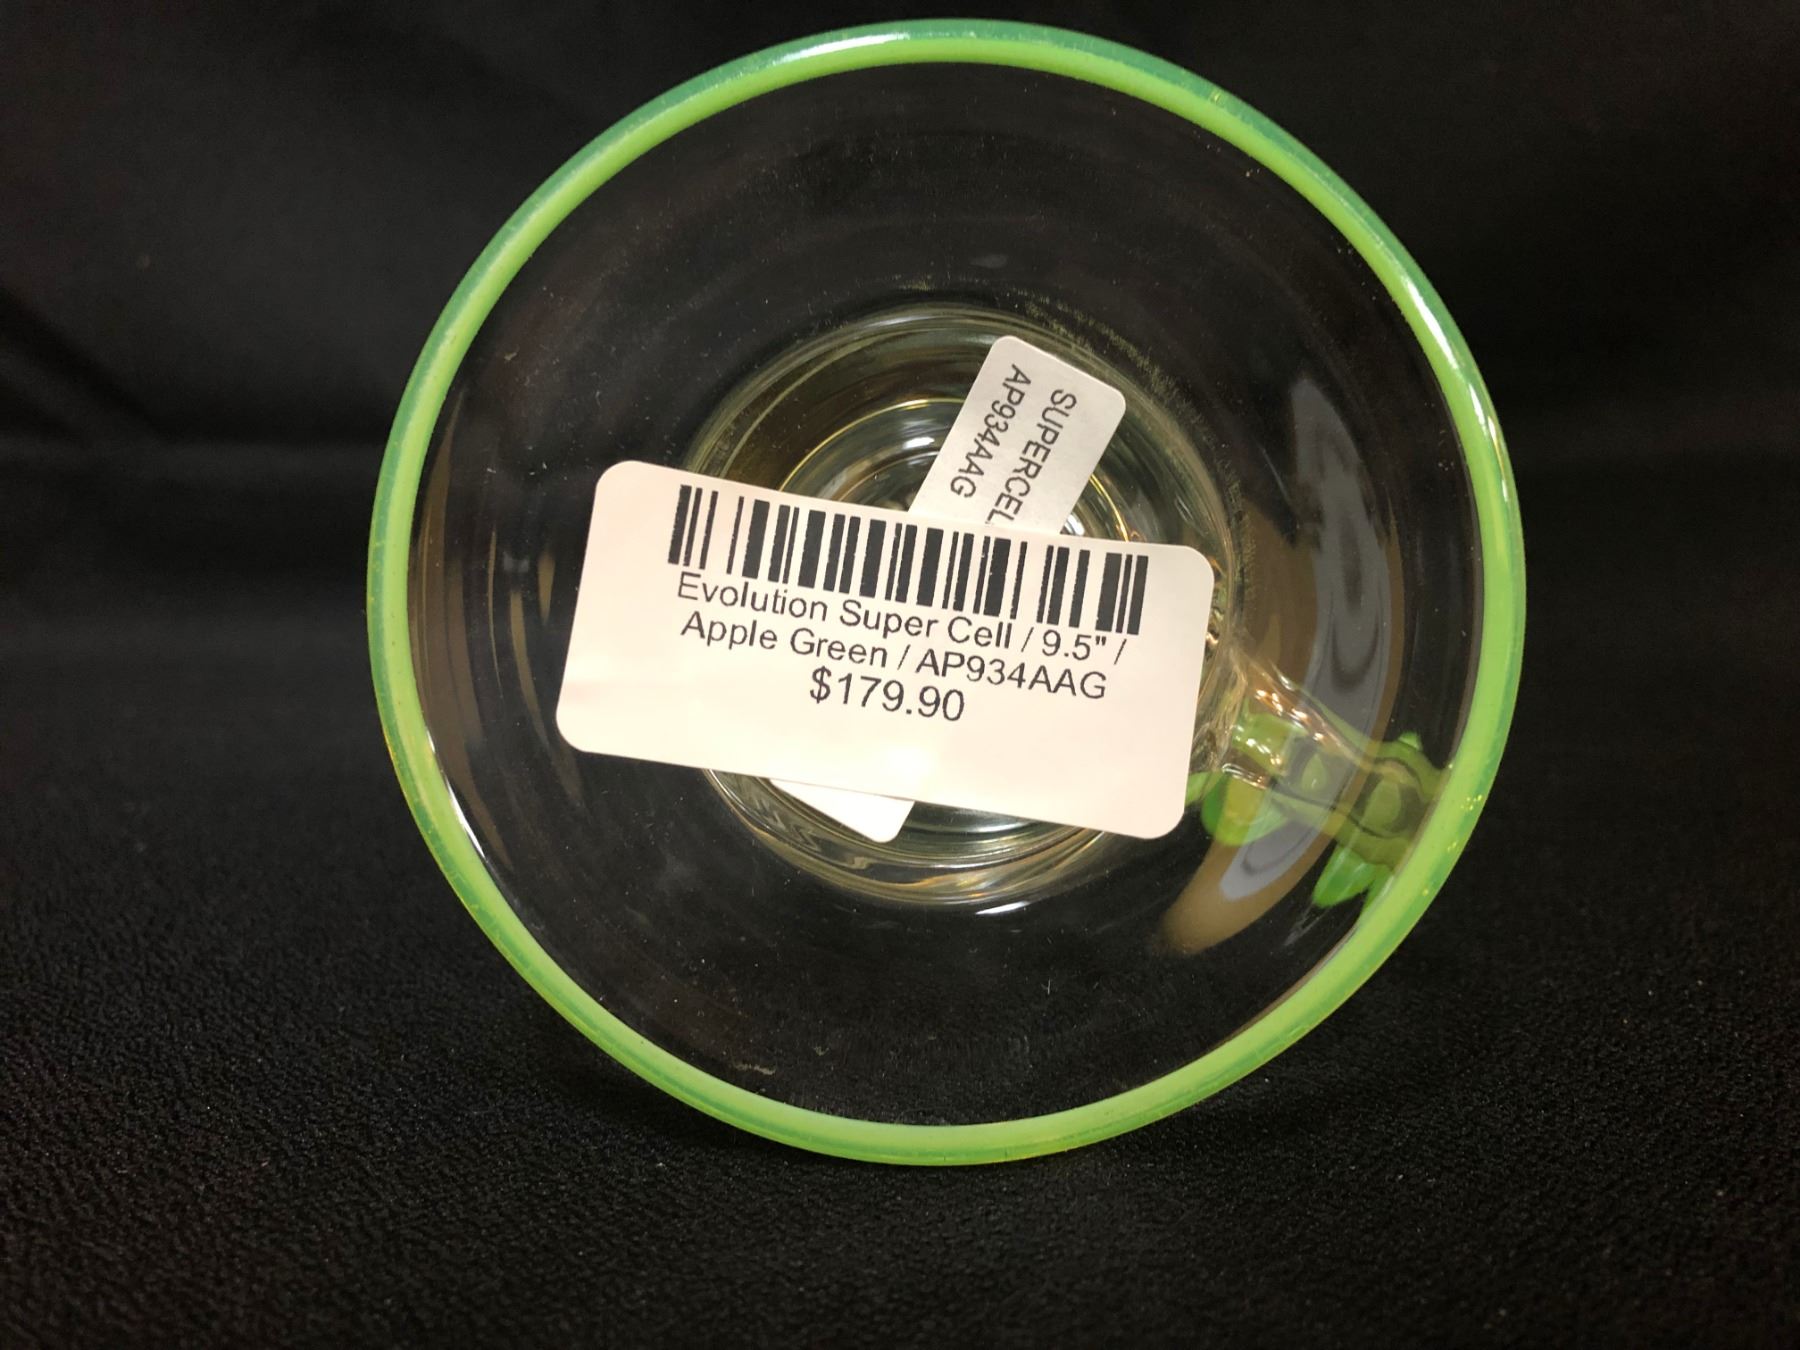 SUPERCEL
AP934AAG
Evolution Super Cell / 9.5" /
Apple Green / AP934AAG
$179.90